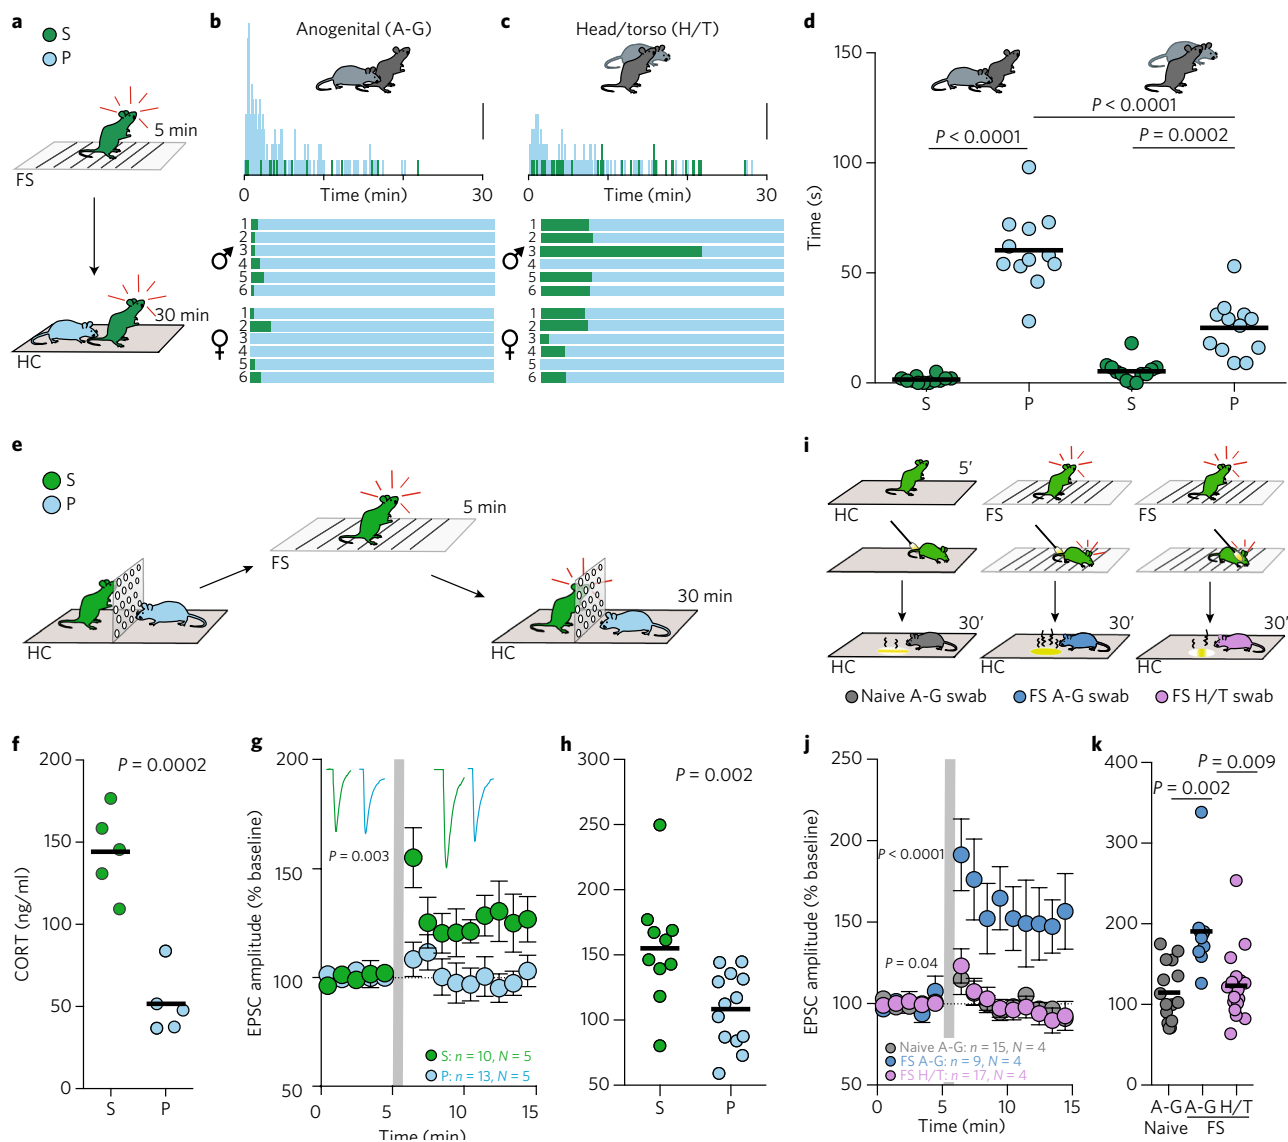 a
S
P
5 min
FS
30 min
HC
b
Anogenital (A-G)
0
30
Time (min)
1
2
3
4
5
6
1
2
3
4
5
6
c
Head/torso (H/T)
0
30
Time (min)
1
2
3
4
5
6
1
2
3
4
5
6
d
150
100
50
0
Time (s)
P < 0.0001
P < 0.0001
P = 0.0002
S
P
S
P
e
S
P
HC
FS
5 min
HC
30 min
i
5′
HC
FS
FS
30′
30′
30′
HC
HC
HC
Naive A-G swab
FS A-G swab
FS H/T swab
f
200
150
100
50
0
CORT (ng/ml)
P = 0.0002
S
P
g
200
150
100
50
EPSC amplitude (% baseline)
P = 0.003
S: n = 10, N = 5
P: n = 13, N = 5
0
5
10
15
Time (min)
h
300
250
200
150
100
50
P = 0.002
S
P
j
250
200
150
100
50
EPSC amplitude (% baseline)
P < 0.0001
P = 0.04
Naive A-G: n = 15, N = 4
FS A-G: n = 9, N = 4
FS H/T: n = 17, N = 4
0
5
10
15
Time (min)
k
400
300
200
100
0
P = 0.009
P = 0.002
A-G
A-G
H/T
Naive
FS